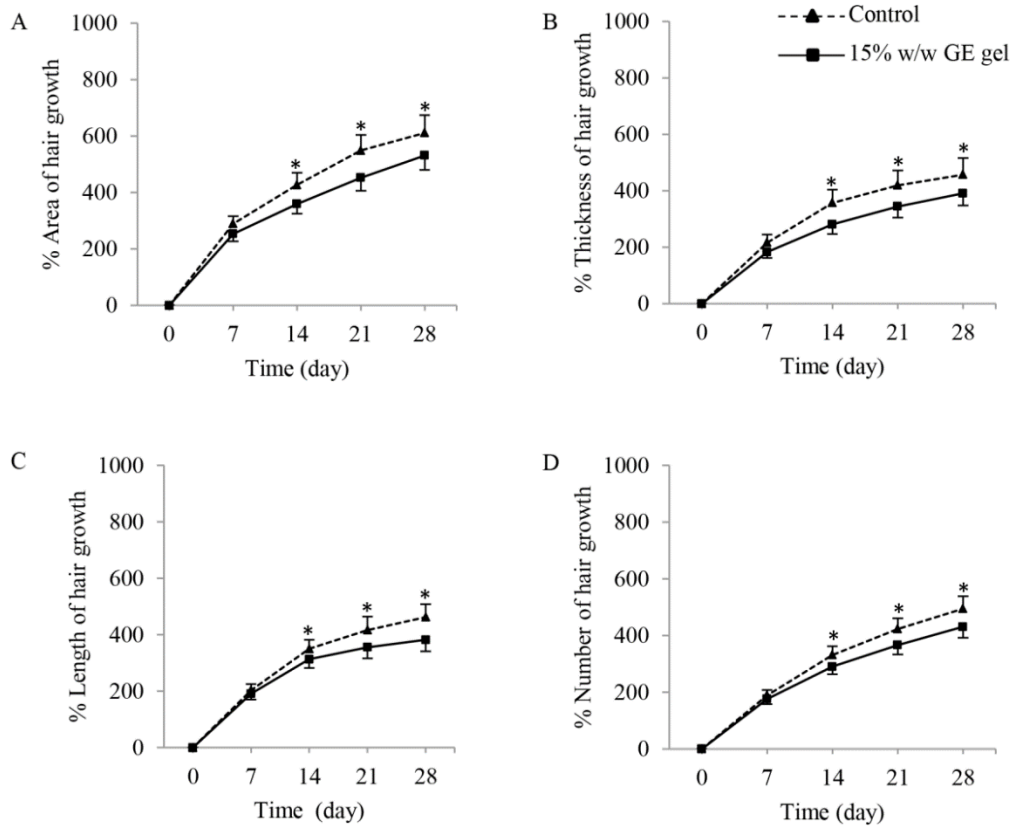 A
% Area of hair growth
1000
800
600
400
200
0
* * *
0 7 14 21 28
Time (day)
B
% Thickness of hair growth
1000
800
600
400
200
0
Control
15% w/w GE gel
* * *
0 7 14 21 28
Time (day)
C
% Length of hair growth
1000
800
600
400
200
0
* * *
0 7 14 21 28
Time (day)
D
% Number of hair growth
1000
800
600
400
200
0
* * *
0 7 14 21 28
Time (day)